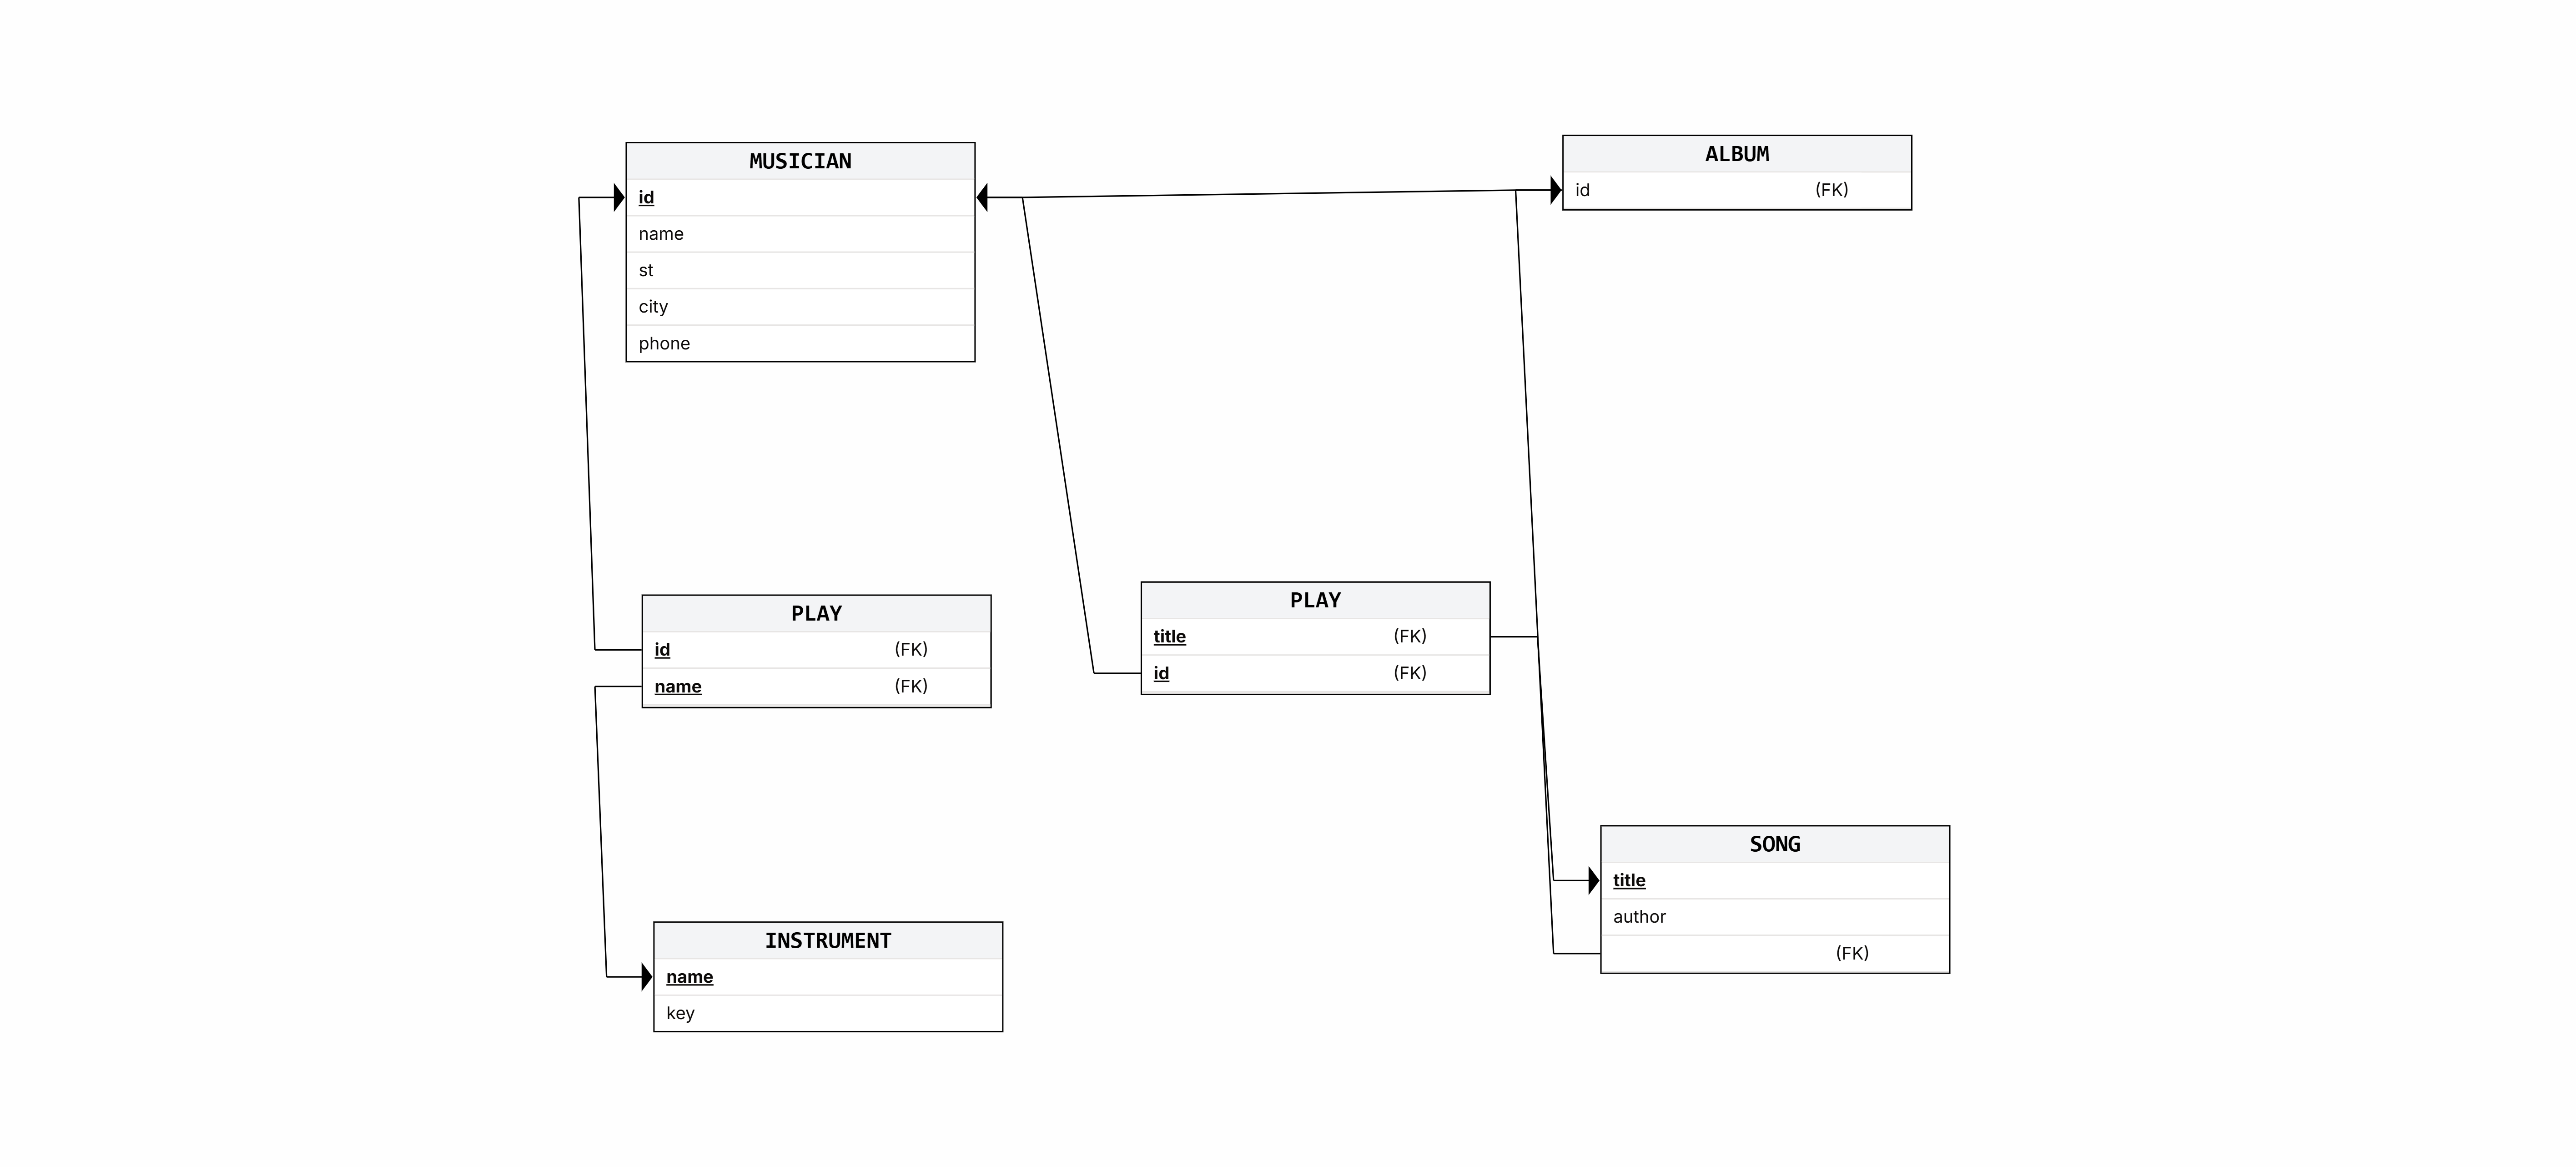 MUSICIAN
id
name
st
city
phone
ALBUM
id (FK)
PLAY
id (FK)
name (FK)
PLAY
title (FK)
id (FK)
INSTRUMENT
name
key
SONG
title
author
(FK)